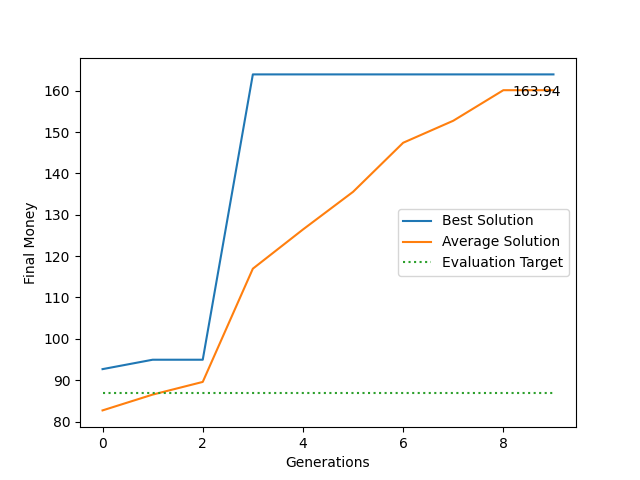 160
150
140
130
120
110
100
90
80
Final Money
163.94
Best Solution
Average Solution
Evaluation Target
0 2 4 6 8
Generations